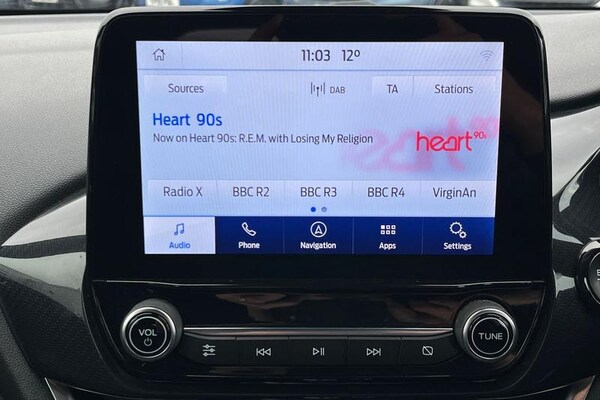 11:03 12°
Sources DAB TA Stations
Heart 90s
Now on Heart 90s: R.E.M. with Losing My Religion
heart 90s
Radio X BBC R2 BBC R3 BBC R4 VirginAn
Audio Phone Navigation Apps Settings
VOL TUNE